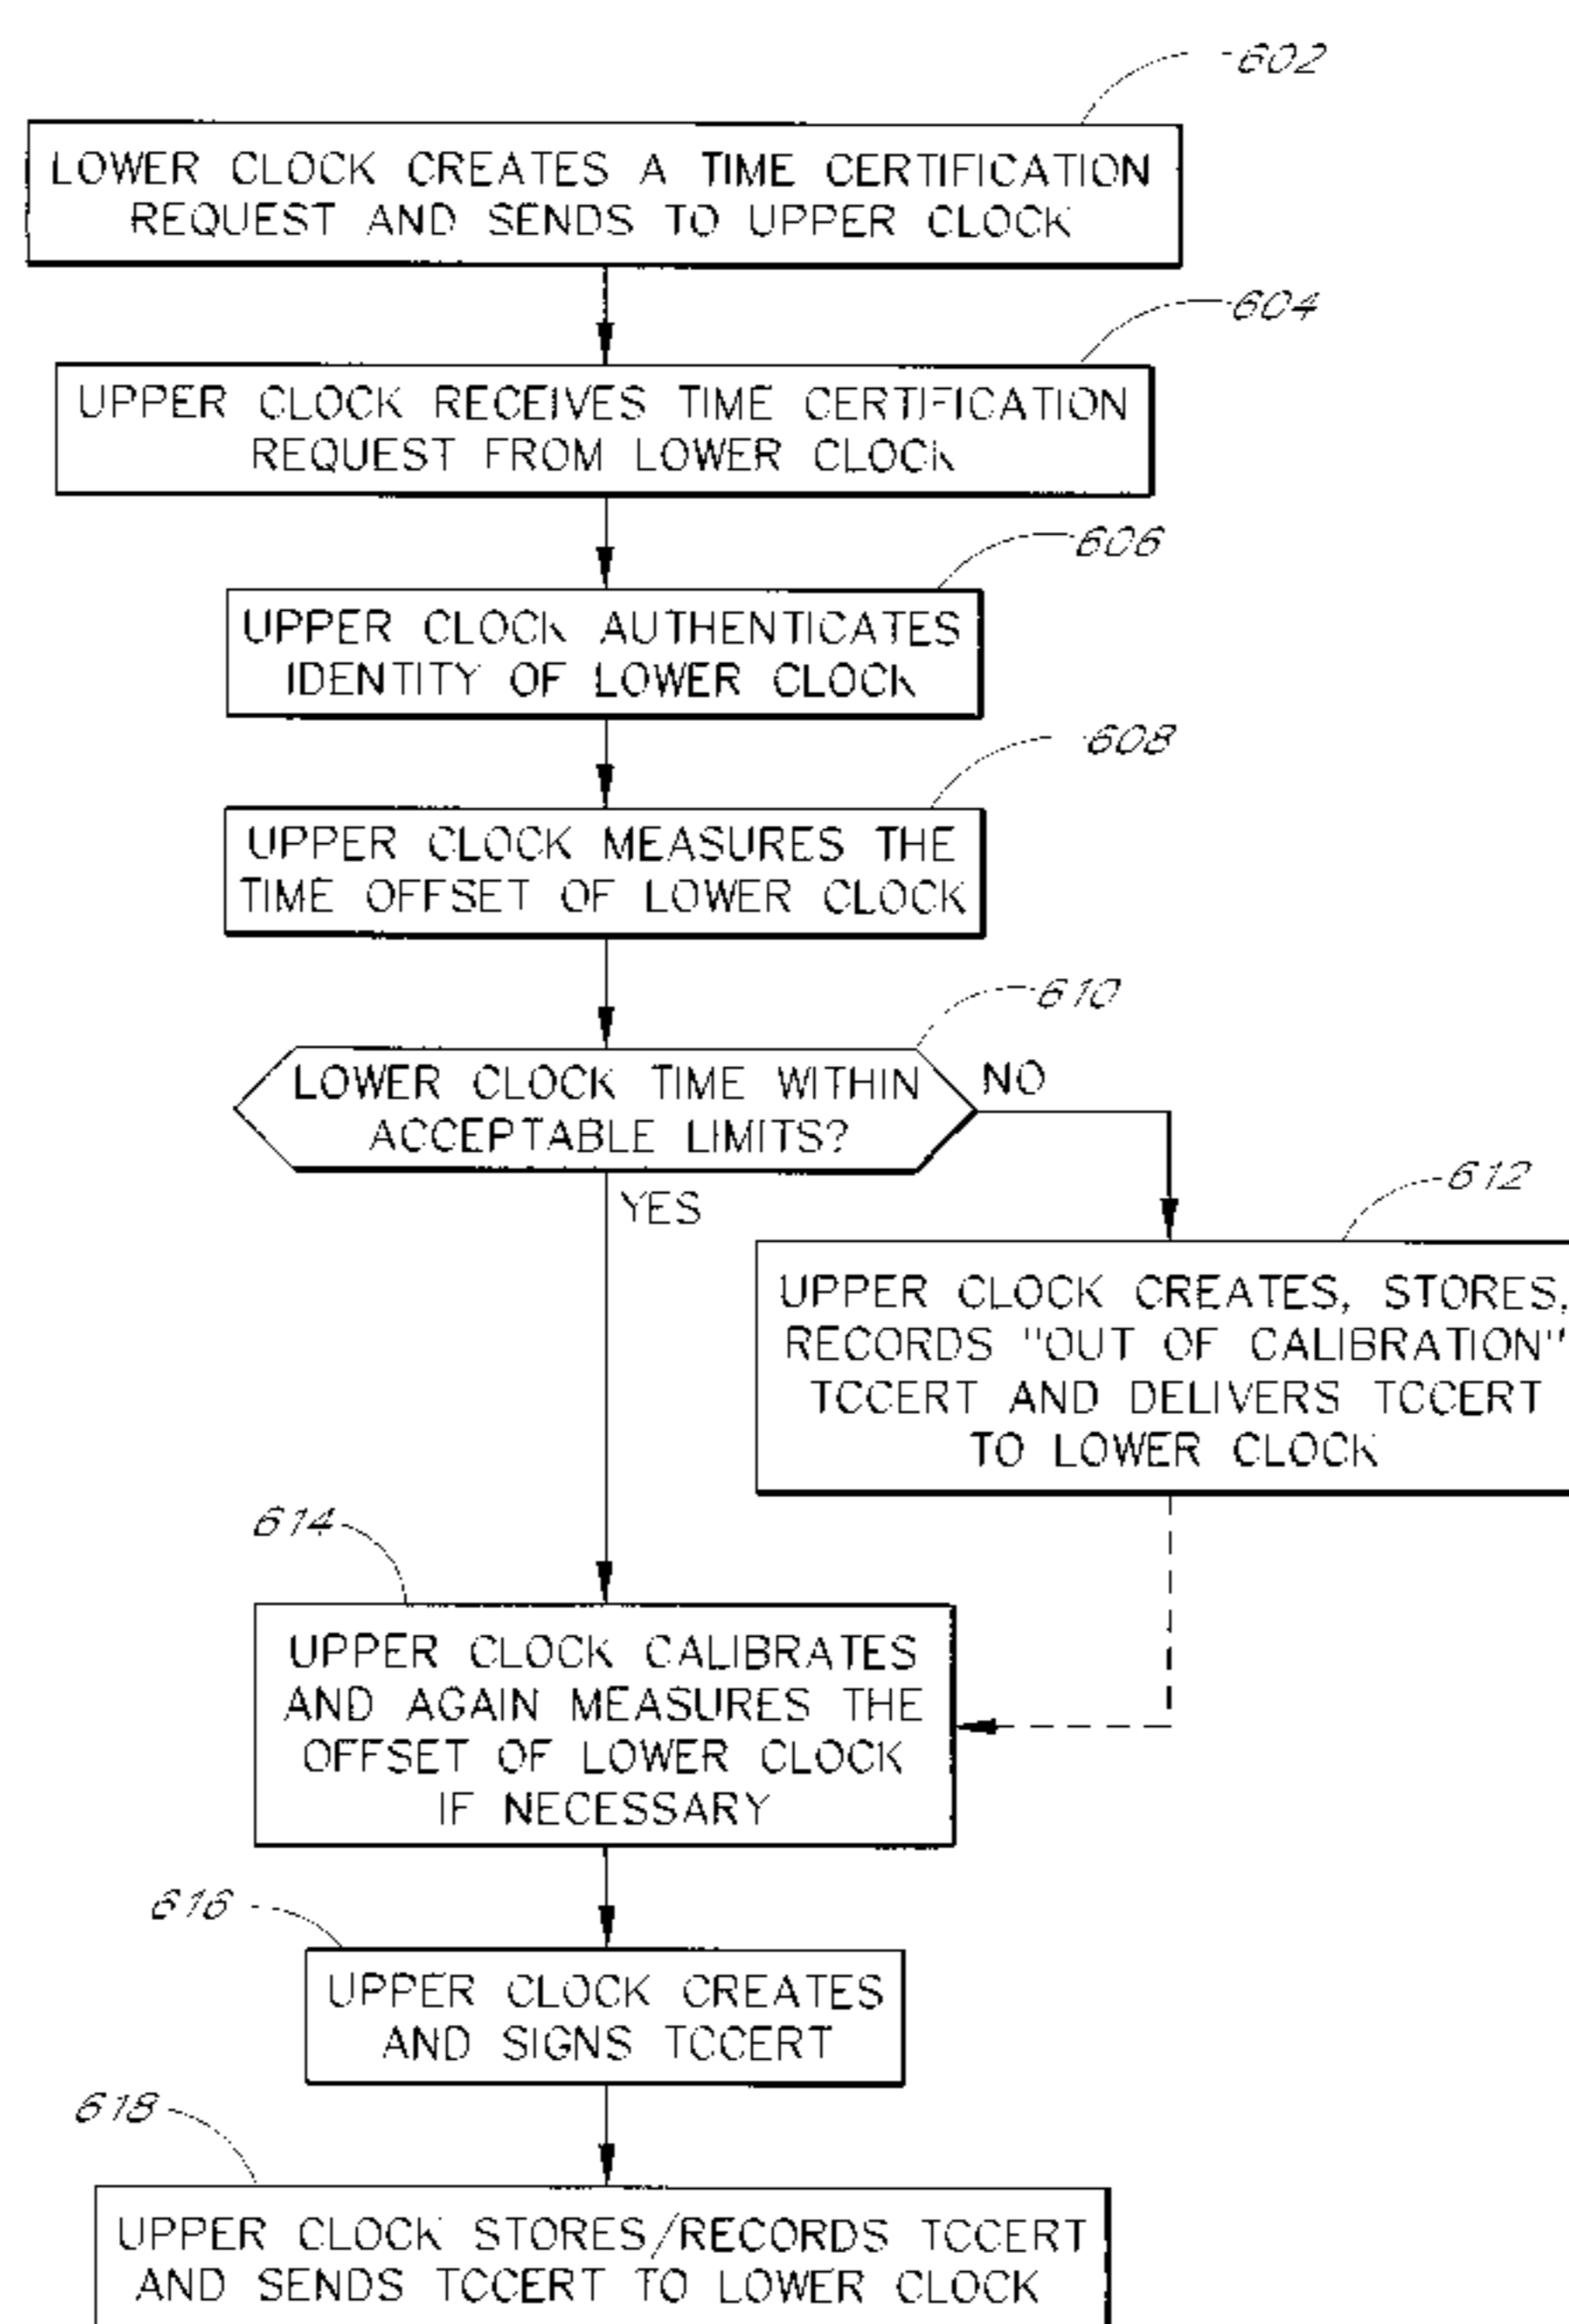 602
LOWER CLOCK CREATES A TIME CERTIFICATION
REQUEST AND SENDS TO UPPER CLOCK
604
UPPER CLOCK RECEIVES TIME CERTIFICATION
REQUEST FROM LOWER CLOCK
606
UPPER CLOCK AUTHENTICATES
IDENTITY OF LOWER CLOCK
608
UPPER CLOCK MEASURES THE
TIME OFFSET OF LOWER CLOCK
610
LOWER CLOCK TIME WITHIN
ACCEPTABLE LIMITS?
NO
YES
612
UPPER CLOCK CREATES, STORES,
RECORDS "OUT OF CALIBRATION"
TCCERT AND DELIVERS TCCERT
TO LOWER CLOCK
614
UPPER CLOCK CALIBRATES
AND AGAIN MEASURES THE
OFFSET OF LOWER CLOCK
IF NECESSARY
616
UPPER CLOCK CREATES
AND SIGNS TCCERT
618
UPPER CLOCK STORES/RECORDS TCCERT
AND SENDS TCCERT TO LOWER CLOCK